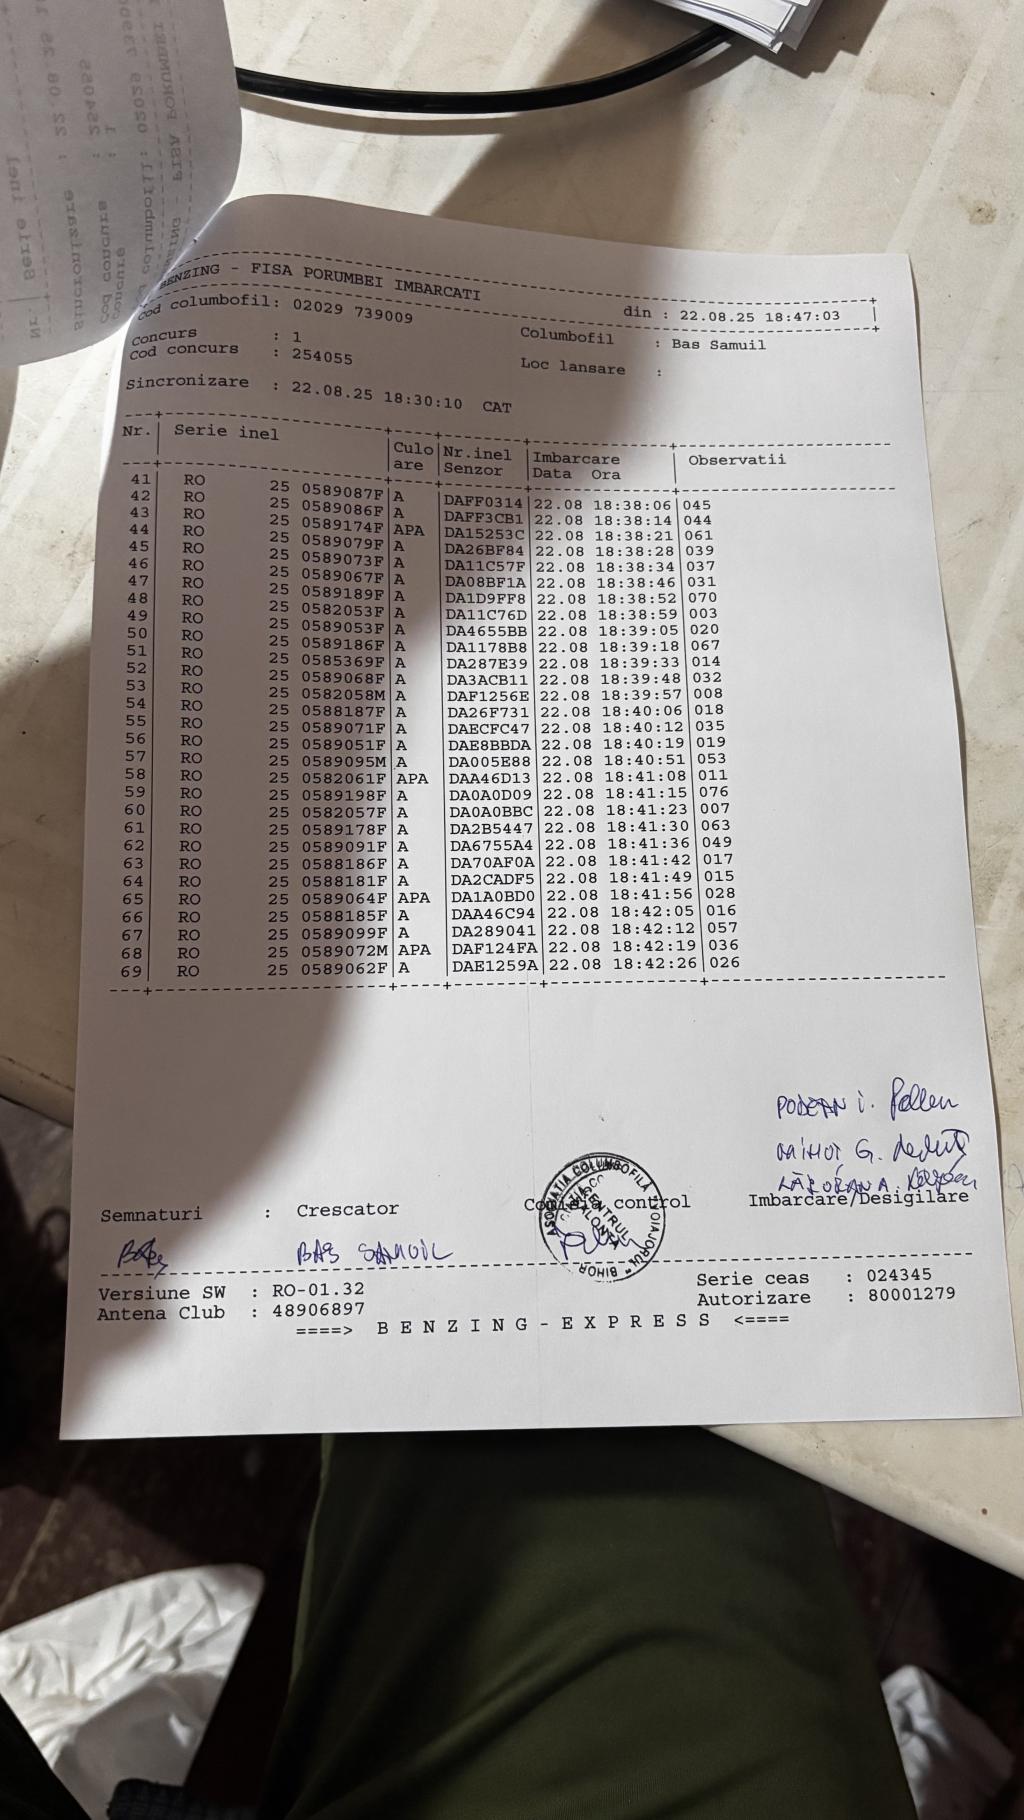 BENZING - FISA PORUMBEI IMBARCATI din : 22.08.25 18:47:03
Cod columbofil: 02029 739009 Columbofil : Bas Samuil
Concurs : 1 Loc lansare :
Cod concurs : 254055
Sincronizare : 22.08.25 18:30:10 CAT
Nr. Serie inel Culo Nr.inel Imbarcare Observatii
are Senzor Data Ora
41 RO 25 0589087F A DAFF0314 22.08 18:38:06 045
42 RO 25 0589086F A DAFF3CB1 22.08 18:38:14 044
43 RO 25 0589174F APA DA15253C 22.08 18:38:21 061
44 RO 25 0589079F A DA26BF84 22.08 18:38:28 039
45 RO 25 0589073F A DA11C57F 22.08 18:38:34 037
46 RO 25 0589067F A DA08BF1A 22.08 18:38:46 031
47 RO 25 0589189F A DA1D9FF8 22.08 18:38:52 070
48 RO 25 0582053F A DA11C76D 22.08 18:38:59 003
49 RO 25 0589053F A DA4655BB 22.08 18:39:05 020
50 RO 25 0589186F A DA1178B8 22.08 18:39:18 067
51 RO 25 0585369F A DA287E39 22.08 18:39:33 014
52 RO 25 0589068F A DA3ACB11 22.08 18:39:48 032
53 RO 25 0582058M A DAF1256E 22.08 18:39:57 008
54 RO 25 0588187F A DA26F731 22.08 18:40:06 018
55 RO 25 0589071F A DAECFC47 22.08 18:40:12 035
56 RO 25 0589051F A DAE8BBDA 22.08 18:40:19 019
57 RO 25 0589095M A DA005E88 22.08 18:40:51 053
58 RO 25 0582061F APA DAA46D13 22.08 18:41:08 011
59 RO 25 0589198F A DA0A0D09 22.08 18:41:15 076
60 RO 25 0582057F A DA0A0BBC 22.08 18:41:23 007
61 RO 25 0589178F A DA2B5447 22.08 18:41:30 063
62 RO 25 0589091F A DA6755A4 22.08 18:41:36 049
63 RO 25 0588186F A DA70AF0A 22.08 18:41:42 017
64 RO 25 0588181F A DA2CADF5 22.08 18:41:49 015
65 RO 25 0589064F APA DA1A0BD0 22.08 18:41:56 028
66 RO 25 0588185F A DAA46C94 22.08 18:42:05 016
67 RO 25 0589099F A DA289041 22.08 18:42:12 057
68 RO 25 0589072M APA DAF124FA 22.08 18:42:19 036
69 RO 25 0589062F A DAE1259A 22.08 18:42:26 026
Semnaturi : Crescator control Imbarcare/Desigilare
BAS SAMUIL
ASOCIATIA COLUMBOFILĂ BIHOR
CENTRUL
SALONTA
Versiune SW : RO-01.32 Serie ceas : 024345
Antena Club : 48906897 Autorizare : 80001279
====> BENZING-EXPRESS <====